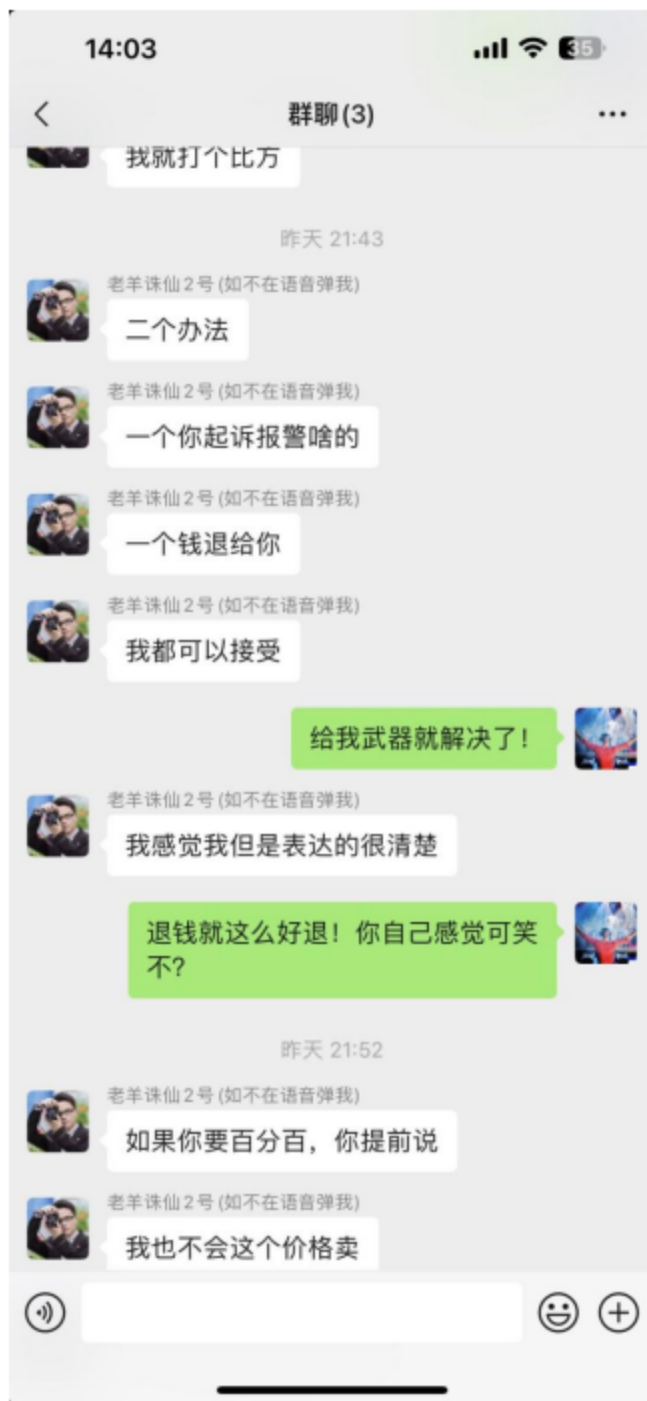 14:03
35
群聊(3)
我就打个比方
昨天 21:43
老羊诛仙2号(如不在语音弹我)
二个办法
老羊诛仙2号(如不在语音弹我)
一个你起诉报警啥的
老羊诛仙2号(如不在语音弹我)
一个钱退给你
老羊诛仙2号(如不在语音弹我)
我都可以接受
给我武器就解决了!
老羊诛仙2号(如不在语音弹我)
我感觉我但是表达的很清楚
退钱就这么好退!你自己感觉可笑
不?
昨天 21:52
老羊诛仙2号(如不在语音弹我)
如果你要百分百，你提前说
老羊诛仙2号(如不在语音弹我)
我也不会这个价格卖